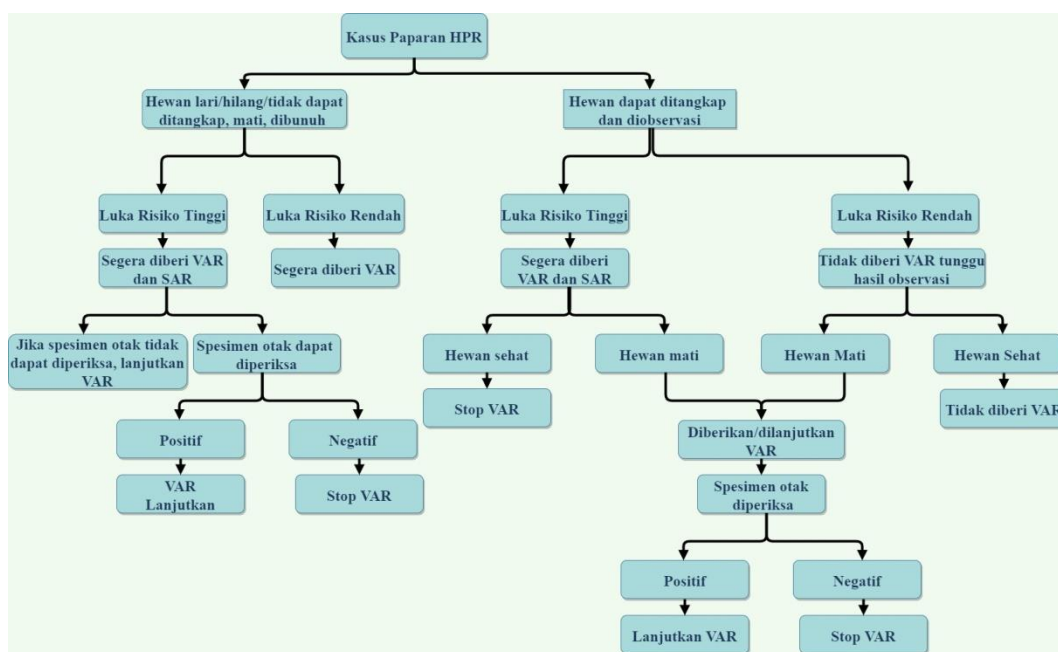 Kasus Paparan HPR
Hewan lari/hilang/tidak dapat
ditangkap, mati, dibunuh
Hewan dapat ditangkap
dan diobservasi
Luka Risiko Tinggi
Luka Risiko Rendah
Luka Risiko Tinggi
Luka Risiko Rendah
Segera diberi VAR
dan SAR
Segera diberi VAR
Segera diberi
VAR dan SAR
Tidak diberi VAR tunggu
hasil observasi
Jika spesimen otak tidak
dapat diperiksa, lanjutkan
VAR
Spesimen otak dapat
diperiksa
Hewan sehat
Hewan mati
Hewan Mati
Hewan Sehat
Positif
Negatif
Stop VAR
Tidak diberi VAR
Diberikan/dilanjutkan
VAR
VAR
Lanjutkan
Stop VAR
Spesimen otak
diperiksa
Positif
Negatif
Lanjutkan VAR
Stop VAR